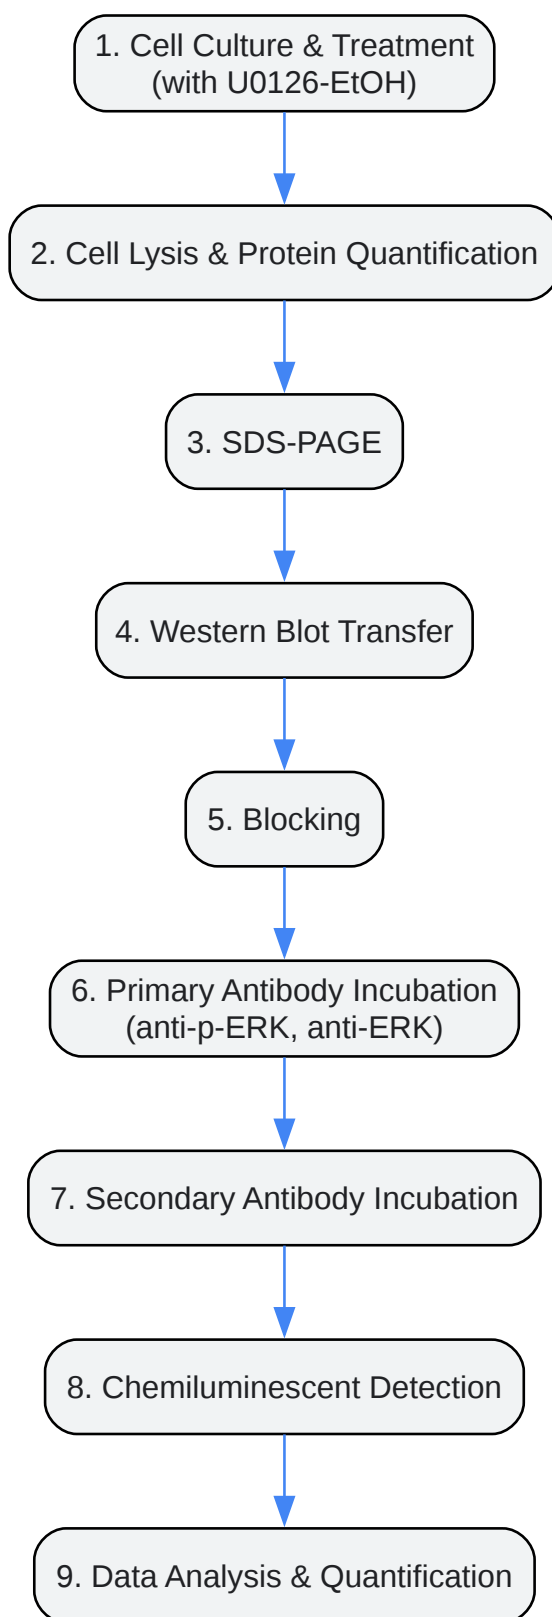 1. Cell Culture & Treatment
(with U0126-EtOH)
2. Cell Lysis & Protein Quantification
3. SDS-PAGE
4. Western Blot Transfer
5. Blocking
6. Primary Antibody Incubation
(anti-p-ERK, anti-ERK)
7. Secondary Antibody Incubation
8. Chemiluminescent Detection
9. Data Analysis & Quantification